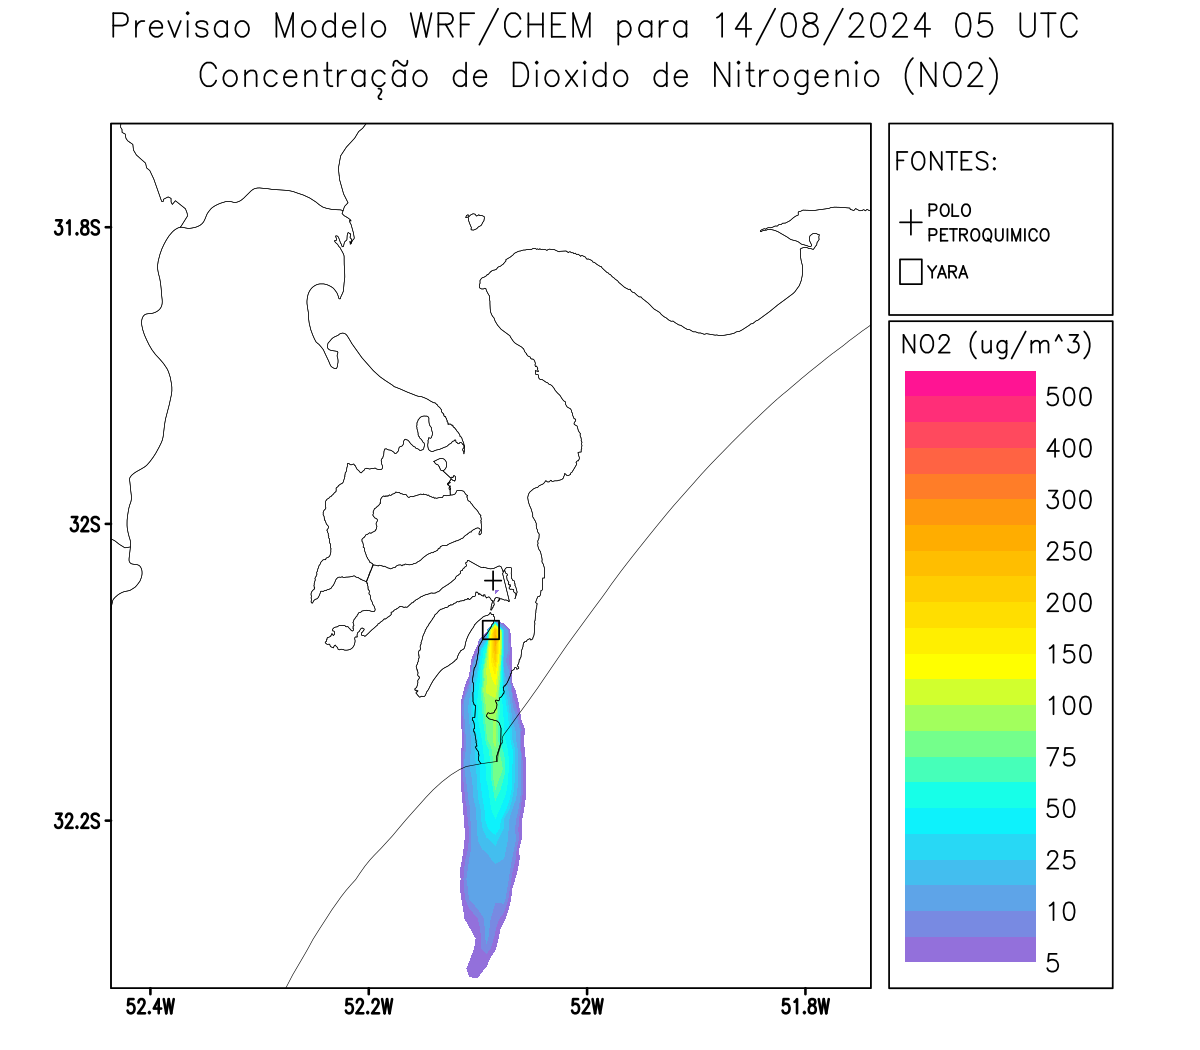 Previsao Modelo WRF/CHEM para 14/08/2024 05 UTC
Concentração de Dioxido de Nitrogenio (NO2)
FONTES:
POLO
PETROQUIMICO
YARA
NO2 (ug/m^3)
500
400
300
250
200
150
100
75
50
25
10
5
31.8S
32S
32.2S
52.4W
52.2W
52W
51.8W